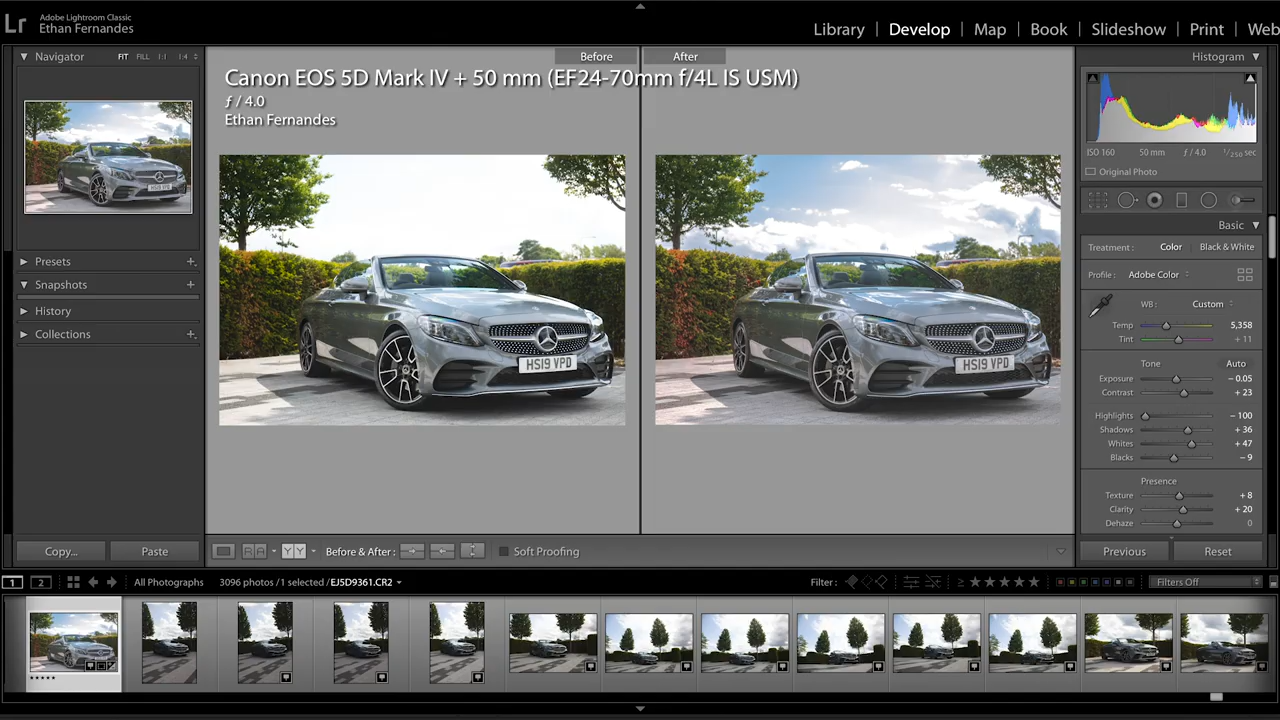 Lr
Adobe Lightroom Classic
Ethan Fernandes
Library | Develop | Map | Book | Slideshow | Print | Web
Navigator FIT FILL 1:1 1:4
Presets
Snapshots
History
Collections
Copy... Paste
Before After
Canon EOS 5D Mark IV + 50 mm (EF24-70mm f/4L IS USM)
ƒ / 4.0
Ethan Fernandes
HS19 VPD
HS19 VPD
HS19 VPD
Histogram
ISO 160 50 mm ƒ / 4.0 1/250 sec
Original Photo
Basic
Treatment : Color Black & White
Profile : Adobe Color
WB : Custom
Temp 5,358
Tint + 11
Tone Auto
Exposure – 0.05
Contrast + 23
Highlights – 100
Shadows + 36
Whites + 47
Blacks – 9
Presence
Texture + 8
Clarity + 20
Dehaze 0
Previous Reset
RA YY Before & After : Soft Proofing
1 2 All Photographs 3096 photos / 1 selected / EJ5D9361.CR2 Filter : ≥ ★★★★★ Filters Off
★★★★★